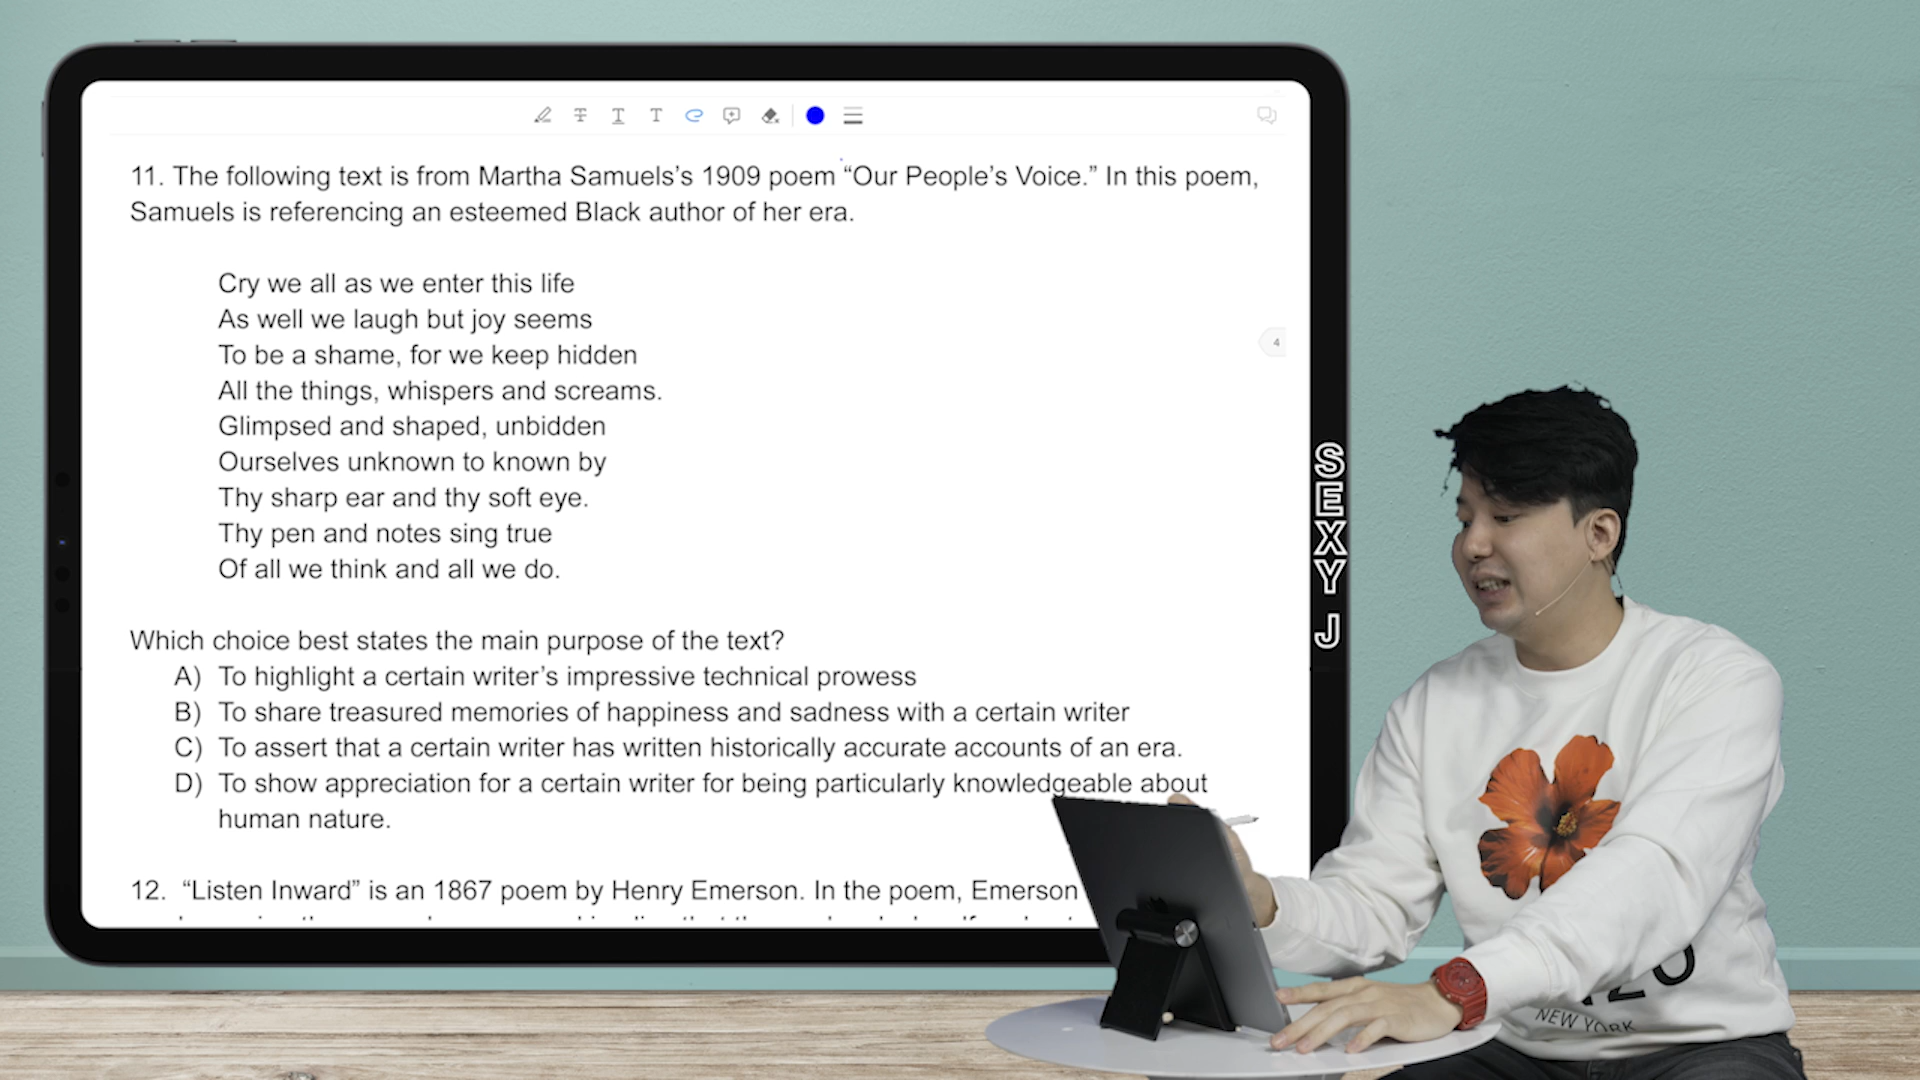 11. The following text is from Martha Samuels’s 1909 poem “Our People’s Voice.” In this poem,
Samuels is referencing an esteemed Black author of her era.
Cry we all as we enter this life
As well we laugh but joy seems
To be a shame, for we keep hidden
All the things, whispers and screams.
Glimpsed and shaped, unbidden
Ourselves unknown to known by
Thy sharp ear and thy soft eye.
Thy pen and notes sing true
Of all we think and all we do.
Which choice best states the main purpose of the text?
A) To highlight a certain writer’s impressive technical prowess
B) To share treasured memories of happiness and sadness with a certain writer
C) To assert that a certain writer has written historically accurate accounts of an era.
D) To show appreciation for a certain writer for being particularly knowledgeable about
human nature.
12. “Listen Inward” is an 1867 poem by Henry Emerson. In the poem, Emerson
4
SEXY J
NEW YORK